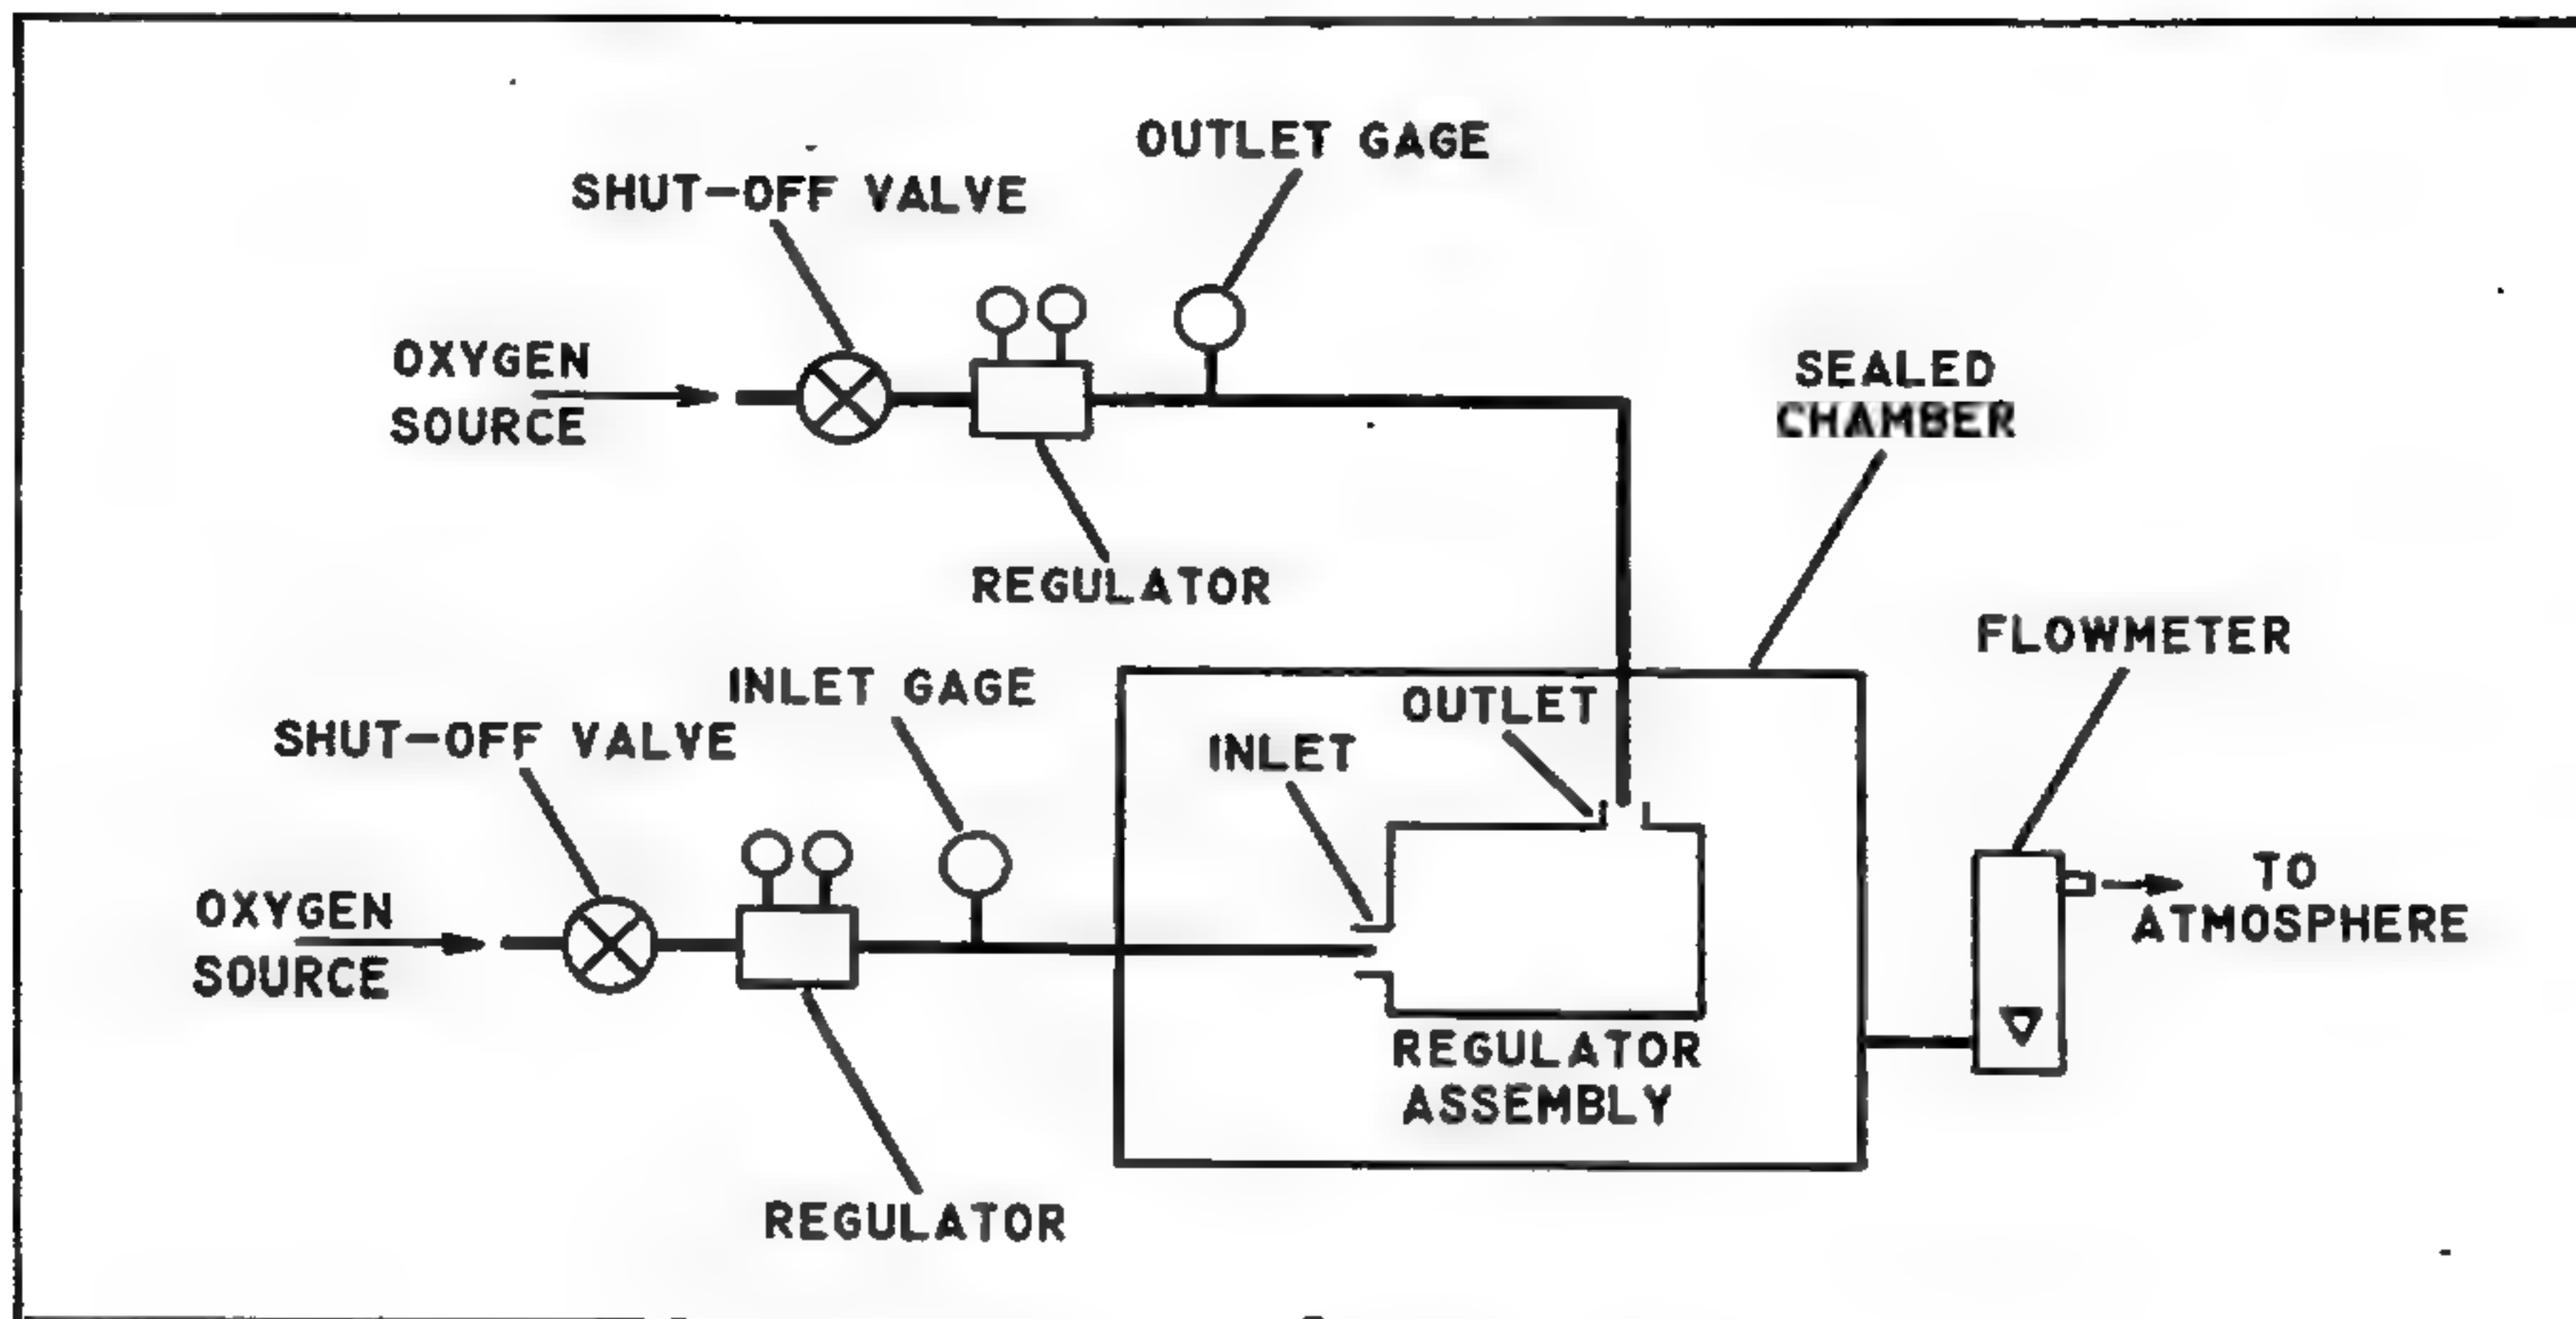 OUTLET GAGE
SHUT-OFF VALVE
OXYGEN
SOURCE
SEALED
CHAMBER
REGULATOR
FLOWMETER
INLET GAGE
OUTLET
SHUT-OFF VALVE
INLET
OXYGEN
SOURCE
TO
ATMOSPHERE
REGULATOR
ASSEMBLY
REGULATOR